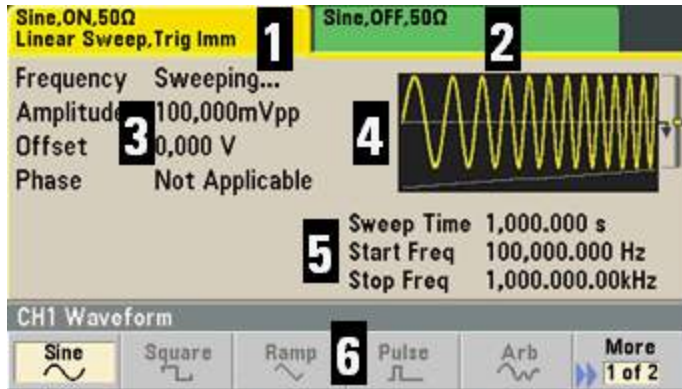 Sine,ON,50Ω
Linear Sweep,Trig Imm
1
Sine,OFF,50Ω
2
Frequency Sweeping...
Amplitude 100,000mVpp
Offset 0,000 V
Phase Not Applicable
3
4
5
Sweep Time 1,000.000 s
Start Freq 100,000.000 Hz
Stop Freq 1,000.000.00kHz
CH1 Waveform
Sine
Square
Ramp
6
Pulse
Arb
More
1 of 2